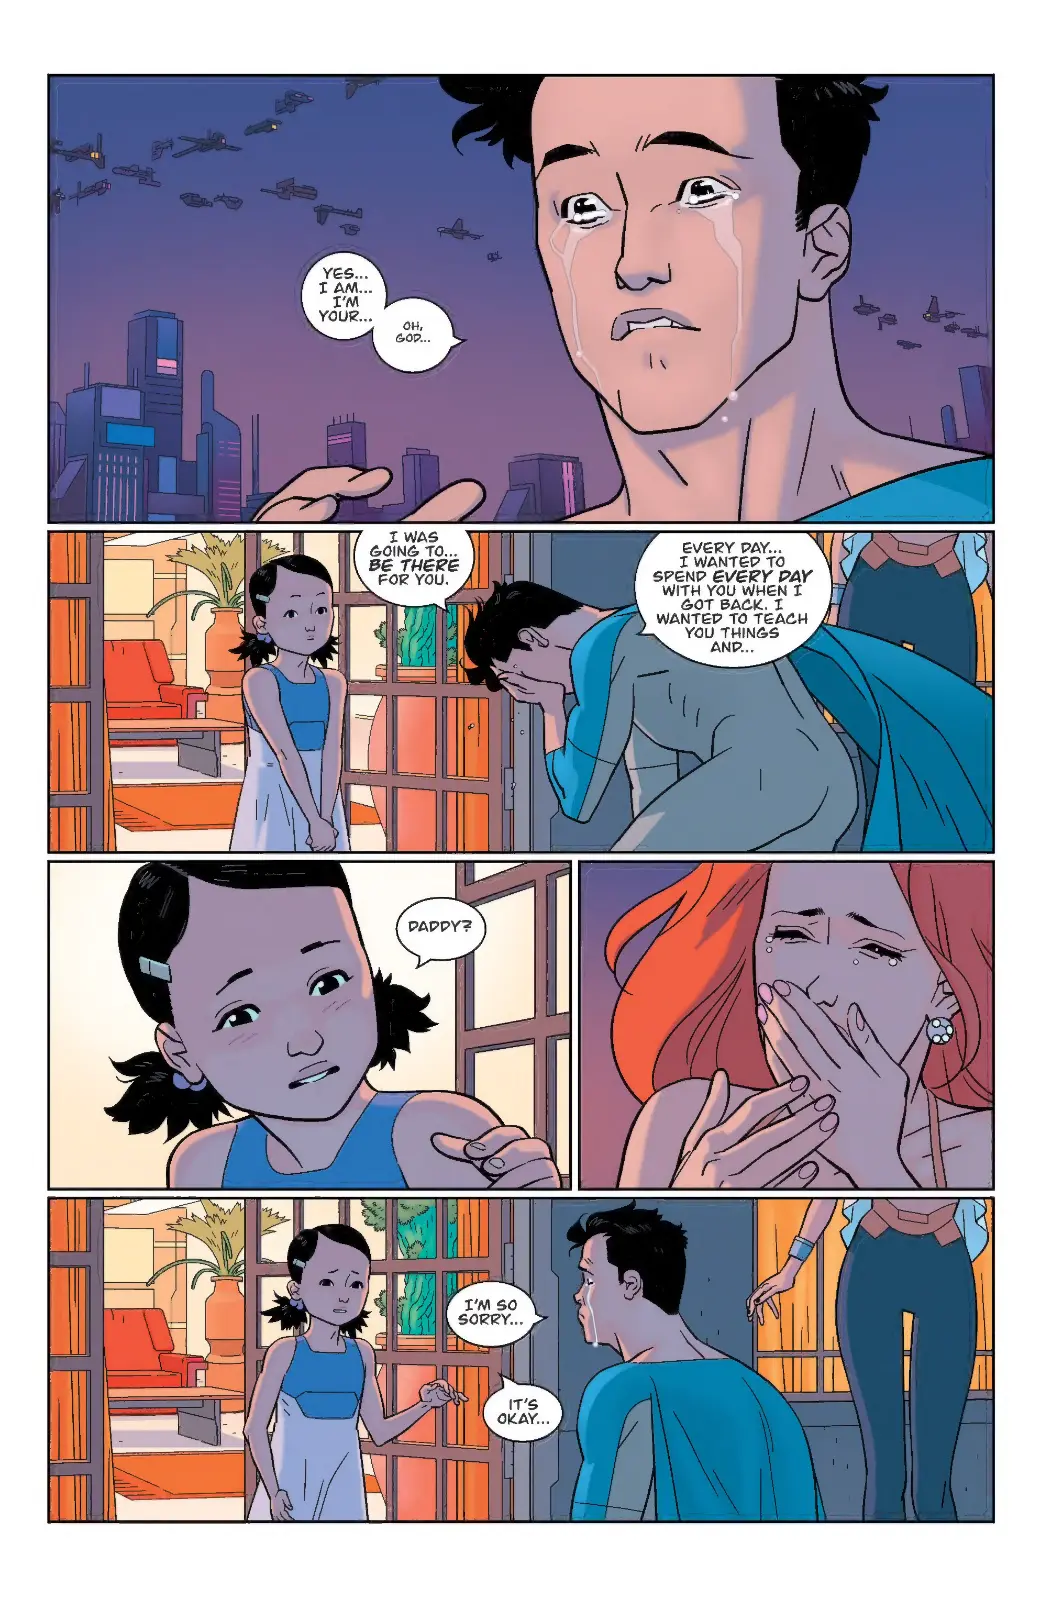 YES...
I AM...
I'M
YOUR...
OH,
GOD...
I WAS
GOING TO...
BE THERE
FOR YOU.
EVERY DAY...
I WANTED TO
SPEND EVERY DAY
WITH YOU WHEN I
GOT BACK. I
WANTED TO TEACH
YOU THINGS
AND...
DADDY?
I'M SO
SORRY...
IT'S
OKAY...